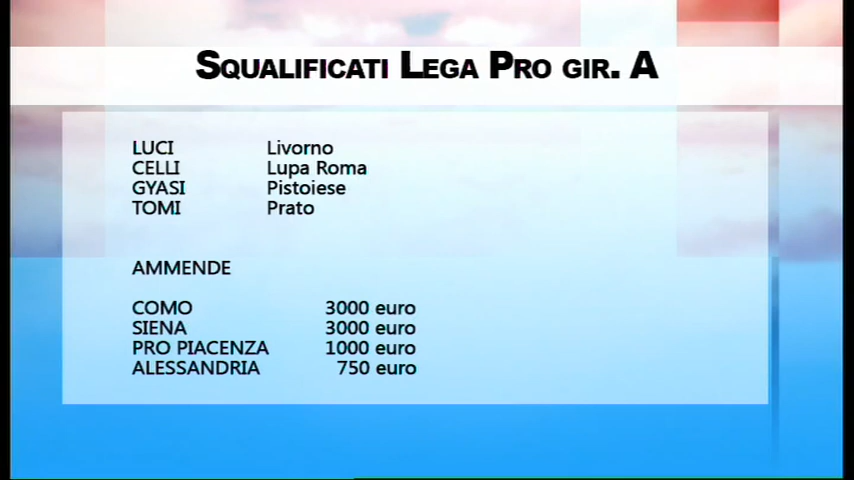 SQUALIFICATI LEGA PRO GIR. A
LUCI Livorno
CELLI Lupa Roma
GYASI Pistoiese
TOMI Prato
AMMENDE
COMO 3000 euro
SIENA 3000 euro
PRO PIACENZA 1000 euro
ALESSANDRIA 750 euro